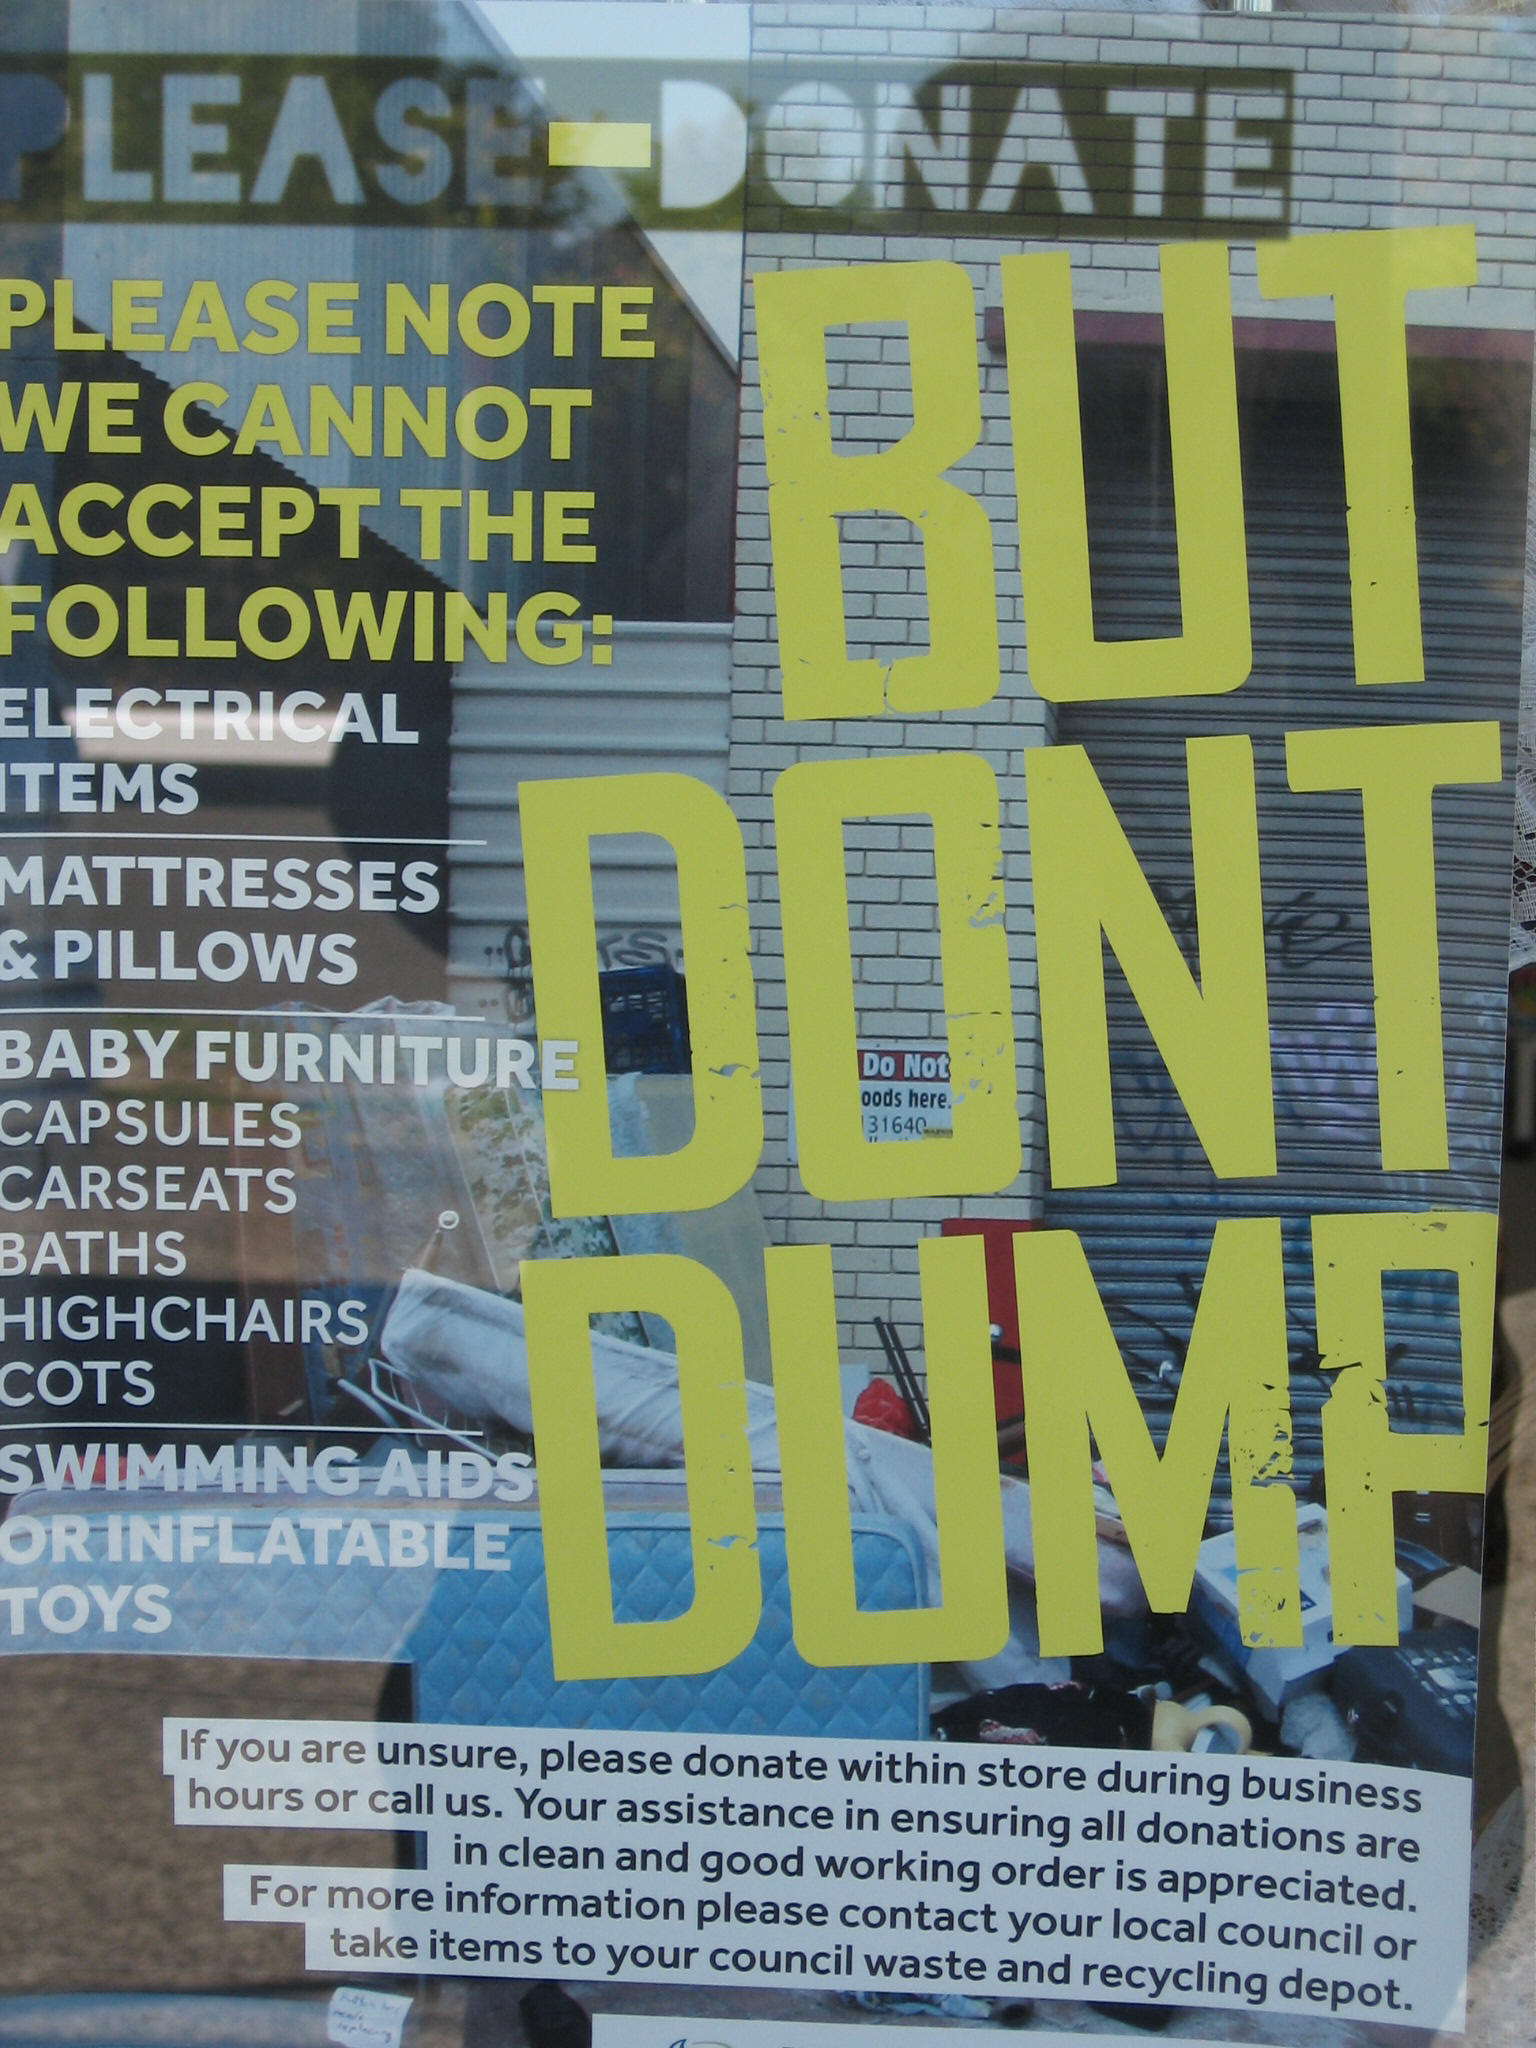 PLEASE - DONATE
BUT
DONT
DUMP
PLEASE NOTE
WE CANNOT
ACCEPT THE
FOLLOWING:
ELECTRICAL
ITEMS
MATTRESSES
& PILLOWS
BABY FURNITURE
CAPSULES
CARSEATS
BATHS
HIGHCHAIRS
COTS
SWIMMING AIDS
OR INFLATABLE
TOYS
Do Not
oods here.
131640
If you are unsure, please donate within store during business
hours or call us. Your assistance in ensuring all donations are
in clean and good working order is appreciated.
For more information please contact your local council or
take items to your council waste and recycling depot.